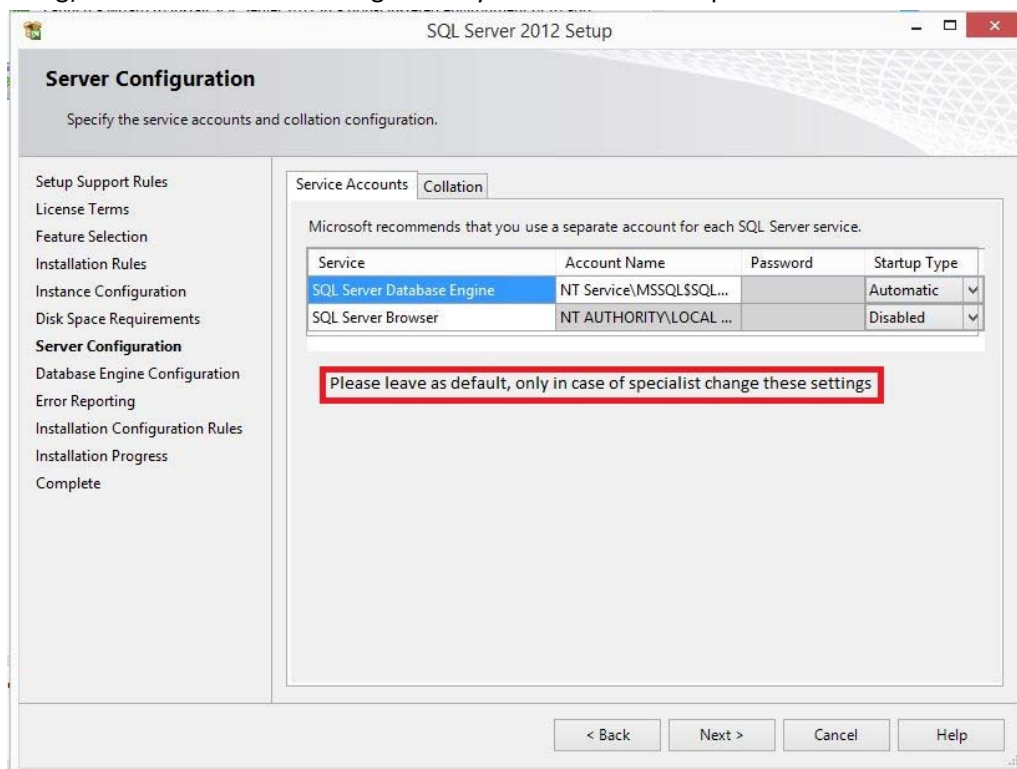 SQL Server 2012 Setup
Server Configuration
Specify the service accounts and collation configuration.
Setup Support Rules
License Terms
Feature Selection
Installation Rules
Instance Configuration
Disk Space Requirements
Server Configuration
Database Engine Configuration
Error Reporting
Installation Configuration Rules
Installation Progress
Complete
Service Accounts Collation
Microsoft recommends that you use a separate account for each SQL Server service.
Service Account Name Password Startup Type
SQL Server Database Engine NT Service\MSSQL$SQL... Automatic
SQL Server Browser NT AUTHORITY\LOCAL ... Disabled
Please leave as default, only in case of specialist change these settings
< Back Next > Cancel Help